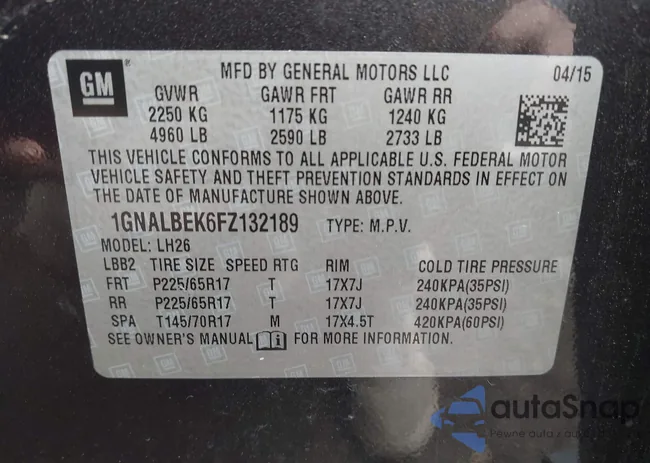 GM
MFD BY GENERAL MOTORS LLC 04/15
GVWR GAWR FRT GAWR RR
2250 KG 1175 KG 1240 KG
4960 LB 2590 LB 2733 LB
THIS VEHICLE CONFORMS TO ALL APPLICABLE U.S. FEDERAL MOTOR
VEHICLE SAFETY AND THEFT PREVENTION STANDARDS IN EFFECT ON
THE DATE OF MANUFACTURE SHOWN ABOVE.
1GNALBEK6FZ132189 TYPE: M.P.V.
MODEL: LH26
LBB2 TIRE SIZE SPEED RTG RIM COLD TIRE PRESSURE
FRT P225/65R17 T 17X7J 240KPA(35PSI)
RR P225/65R17 T 17X7J 240KPA(35PSI)
SPA T145/70R17 M 17X4.5T 420KPA(60PSI)
SEE OWNER'S MANUAL FOR MORE INFORMATION.
autaSnap
Pewne auta z au